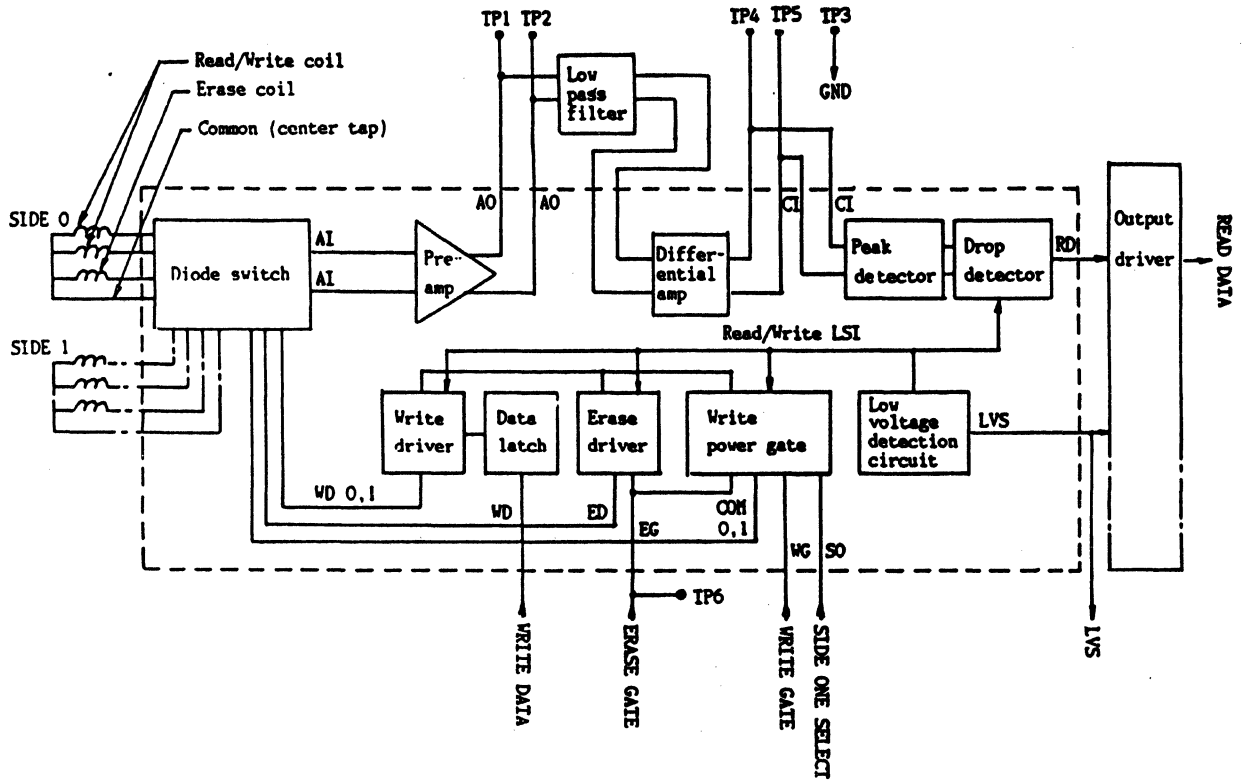 TP1 TP2
TP4 TP5 TP3
Read/Write coil
Erase coil
Common (center tap)
Low
pass
filter
GND
AO
AO
CI
CI
SIDE 0
Diode switch
AI
AI
Pre-
amp
Differ-
ential
amp
Peak
detector
Drop
detector
RD
Output
driver
READ DATA
SIDE 1
Read/Write LSI
Write
driver
Data
latch
Erase
driver
Write
power gate
Low
voltage
detection
circuit
LVS
WD 0,1
WD
ED
EG
COM
0,1
WG
SO
TP6
WRITE DATA
ERASE GATE
WRITE GATE
SIDE ONE SELECT
LVS